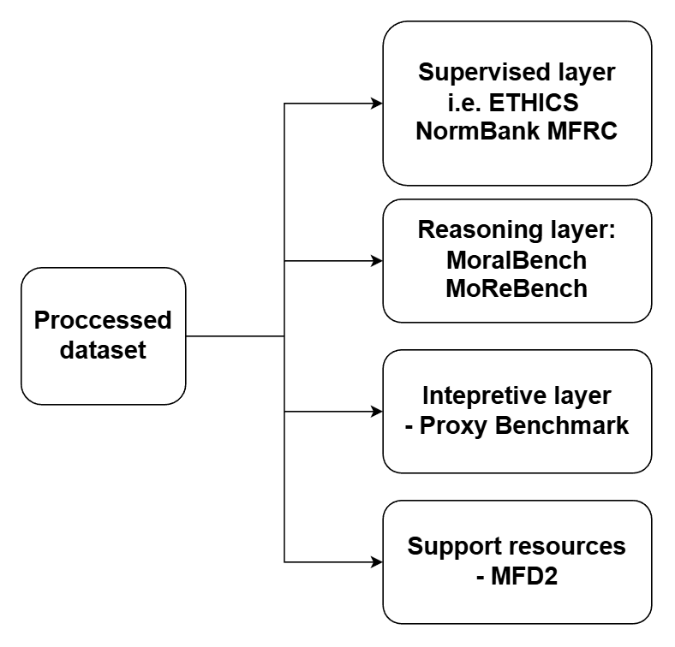 Supervised layer
i.e. ETHICS
NormBank MFRC
Reasoning layer:
MoralBench
MoReBench
Proccessed
dataset
Intepretive layer
- Proxy Benchmark
Support resources
- MFD2